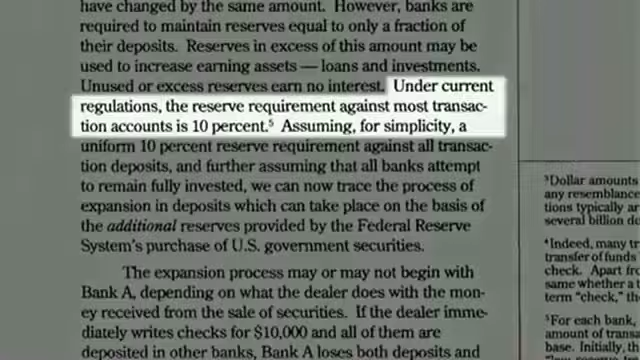 have changed by the same amount. However, banks are
required to maintain reserves equal to only a fraction of
their deposits. Reserves in excess of this amount may be
used to increase earning assets — loans and investments.
Unused or excess reserves earn no interest. Under current
regulations, the reserve requirement against most transac-
tion accounts is 10 percent.⁵ Assuming, for simplicity, a
uniform 10 percent reserve requirement against all transac-
tion deposits, and further assuming that all banks attempt
to remain fully invested, we can now trace the process of
expansion in deposits which can take place on the basis of
the additional reserves provided by the Federal Reserve
System's purchase of U.S. government securities.
The expansion process may or may not begin with
Bank A, depending on what the dealer does with the mon-
ey received from the sale of securities. If the dealer imme-
diately writes checks for $10,000 and all of them are
deposited in other banks, Bank A loses both deposits and
³Dollar amounts
any resemblance
tions typically ar
several billion do
⁴Indeed, many tr
transfer of funds
check. Apart fro
same whether a t
term "check," the
⁵For each bank,
amount of transa
base. Initially, th